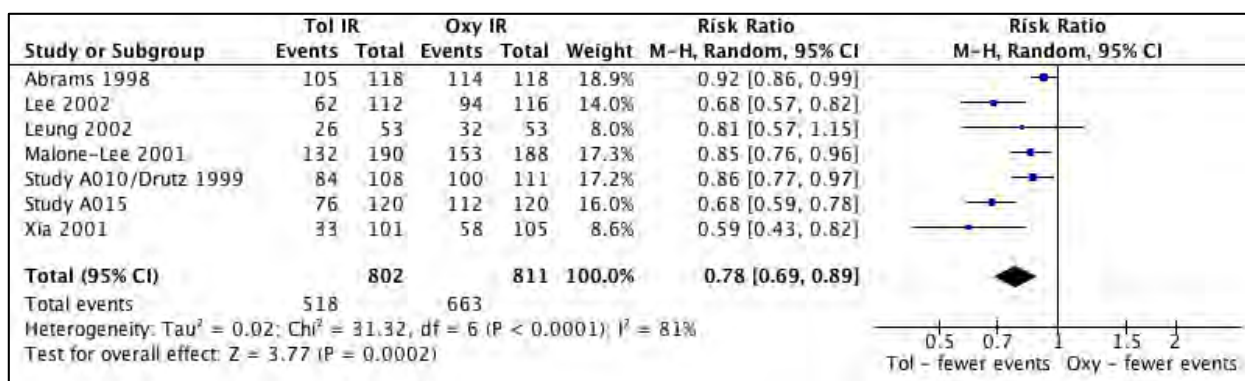 Tol IR Oxy IR Risk Ratio Risk Ratio
Study or Subgroup Events Total Events Total Weight M-H, Random, 95% CI M-H, Random, 95% CI
Abrams 1998 105 118 114 118 18.9% 0.92 [0.86, 0.99]
Lee 2002 62 112 94 116 14.0% 0.68 [0.57, 0.82]
Leung 2002 26 53 32 53 8.0% 0.81 [0.57, 1.15]
Malone-Lee 2001 132 190 153 188 17.3% 0.85 [0.76, 0.96]
Study A010/Drutz 1999 84 108 100 111 17.2% 0.86 [0.77, 0.97]
Study A015 76 120 112 120 16.0% 0.68 [0.59, 0.78]
Xia 2001 33 101 58 105 8.6% 0.59 [0.43, 0.82]
Total (95% CI) 802 811 100.0% 0.78 [0.69, 0.89]
Total events 518 663
Heterogeneity: Tau² = 0.02; Chi² = 31.32, df = 6 (P < 0.0001); I² = 81%
Test for overall effect: Z = 3.77 (P = 0.0002)
0.5 0.7 1 1.5 2
Tol - fewer events Oxy - fewer events